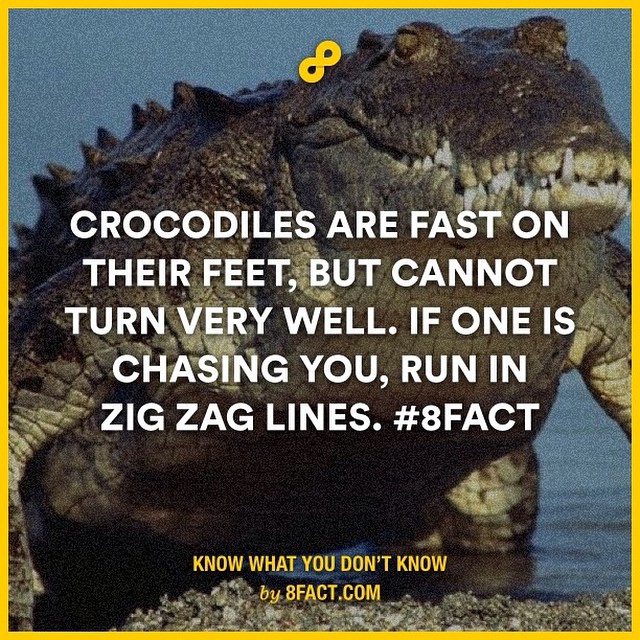 CROCODILES ARE FAST ON
THEIR FEET, BUT CANNOT
TURN VERY WELL. IF ONE IS
CHASING YOU, RUN IN
ZIG ZAG LINES. #8FACT
KNOW WHAT YOU DON'T KNOW
by 8FACT.COM